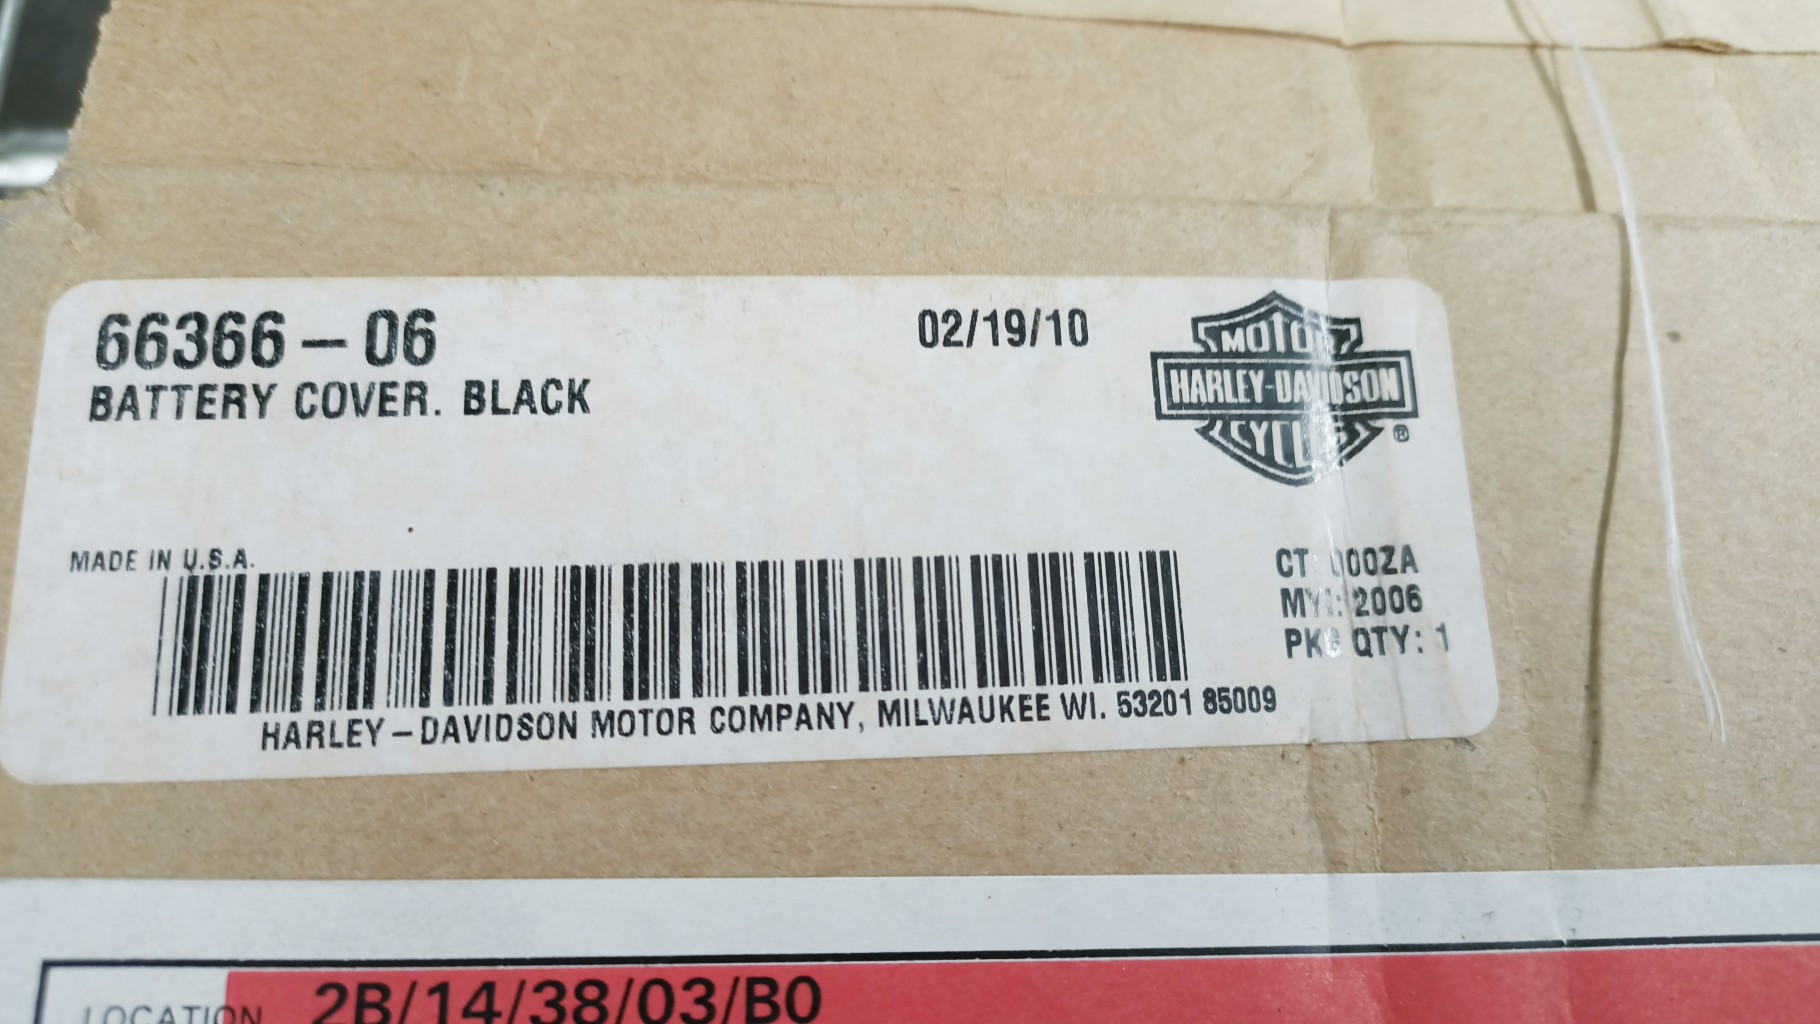 66366-06
BATTERY COVER. BLACK
02/19/10
MOTOR
HARLEY-DAVIDSON
CYCLES
®
MADE IN U.S.A.
CT: 000ZA
MYI: 2006
PKG QTY: 1
HARLEY-DAVIDSON MOTOR COMPANY, MILWAUKEE WI. 53201 85009
LOCATION 2B/14/38/03/B0